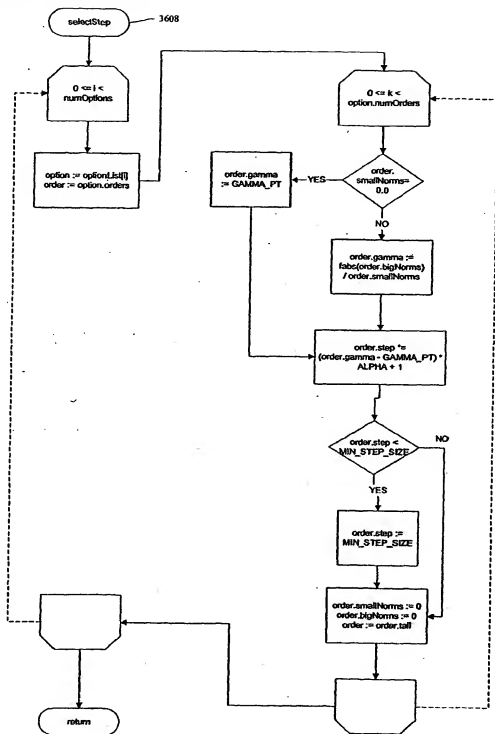 selectStep
3608
0 <= i <
numOptions
option := optionList[i]
order := option.orders
0 <= k <
option.numOrders
order.
smallNorms=
0.0
YES
order.gamma
:= GAMMA_PT
NO
order.gamma :=
fabs(order.bigNorms)
/ order.smallNorms
order.step *=
(order.gamma - GAMMA_PT) *
ALPHA + 1
order.step <
MIN_STEP_SIZE
NO
YES
order.step :=
MIN_STEP_SIZE
order.smallNorms := 0
order.bigNorms := 0
order := order.tail
return